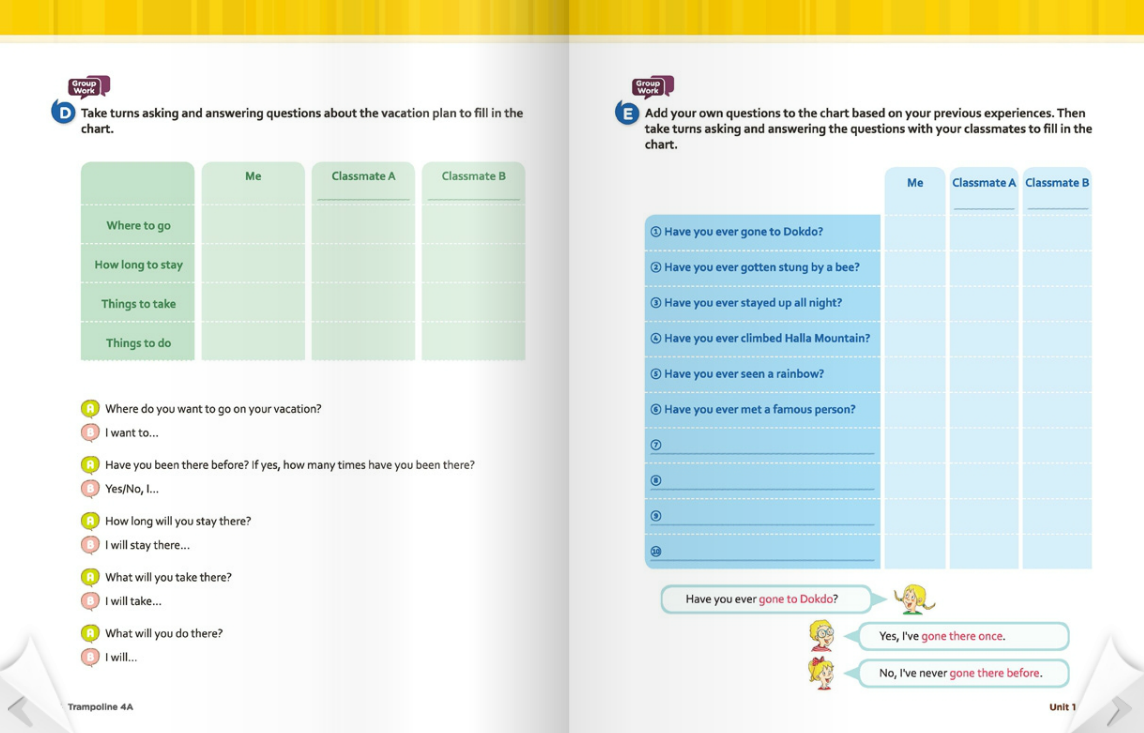 Group
Work
D
Take turns asking and answering questions about the vacation plan to fill in the
chart.
Me
Classmate A
Classmate B
Where to go
How long to stay
Things to take
Things to do
A Where do you want to go on your vacation?
B I want to...
A Have you been there before? If yes, how many times have you been there?
B Yes/No, I...
A How long will you stay there?
B I will stay there...
A What will you take there?
B I will take...
A What will you do there?
B I will...
Trampoline 4A
Group
Work
E
Add your own questions to the chart based on your previous experiences. Then
take turns asking and answering the questions with your classmates to fill in the
chart.
Me
Classmate A
Classmate B
① Have you ever gone to Dokdo?
② Have you ever gotten stung by a bee?
③ Have you ever stayed up all night?
④ Have you ever climbed Halla Mountain?
⑤ Have you ever seen a rainbow?
⑥ Have you ever met a famous person?
⑦
⑧
⑨
⑩
Have you ever gone to Dokdo?
Yes, I've gone there once.
No, I've never gone there before.
Unit 1